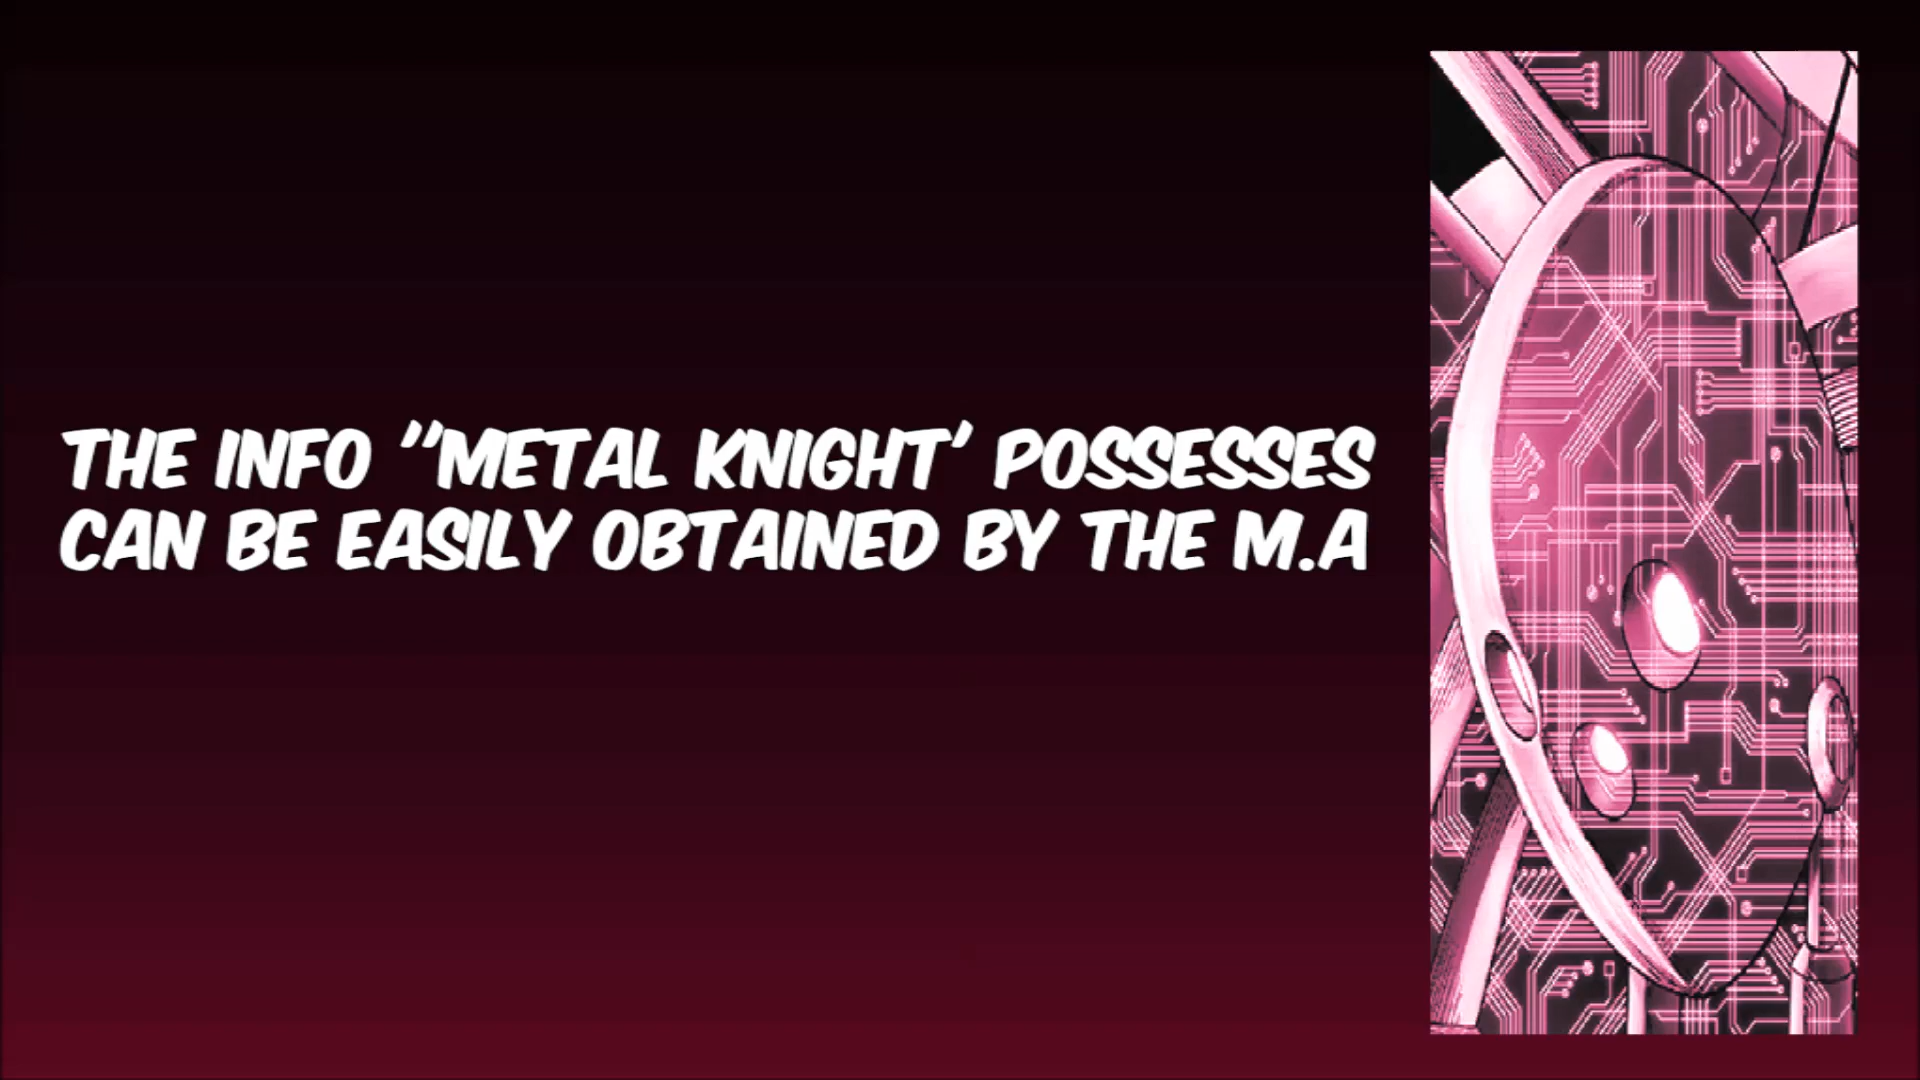 THE INFO "METAL KNIGHT' POSSESSES
CAN BE EASILY OBTAINED BY THE M.A